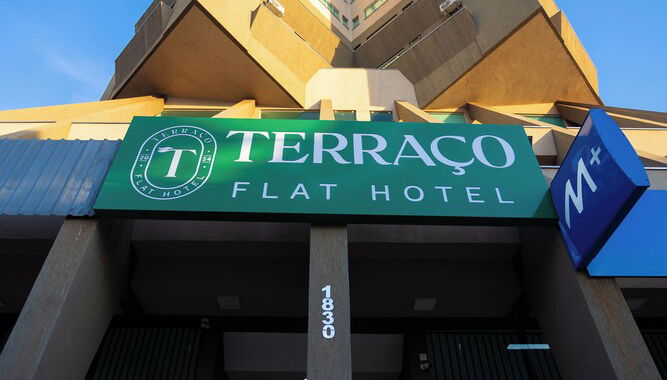 TERRAÇO
20 T 24
FLAT HOTEL
TERRAÇO
FLAT HOTEL
M+
1830